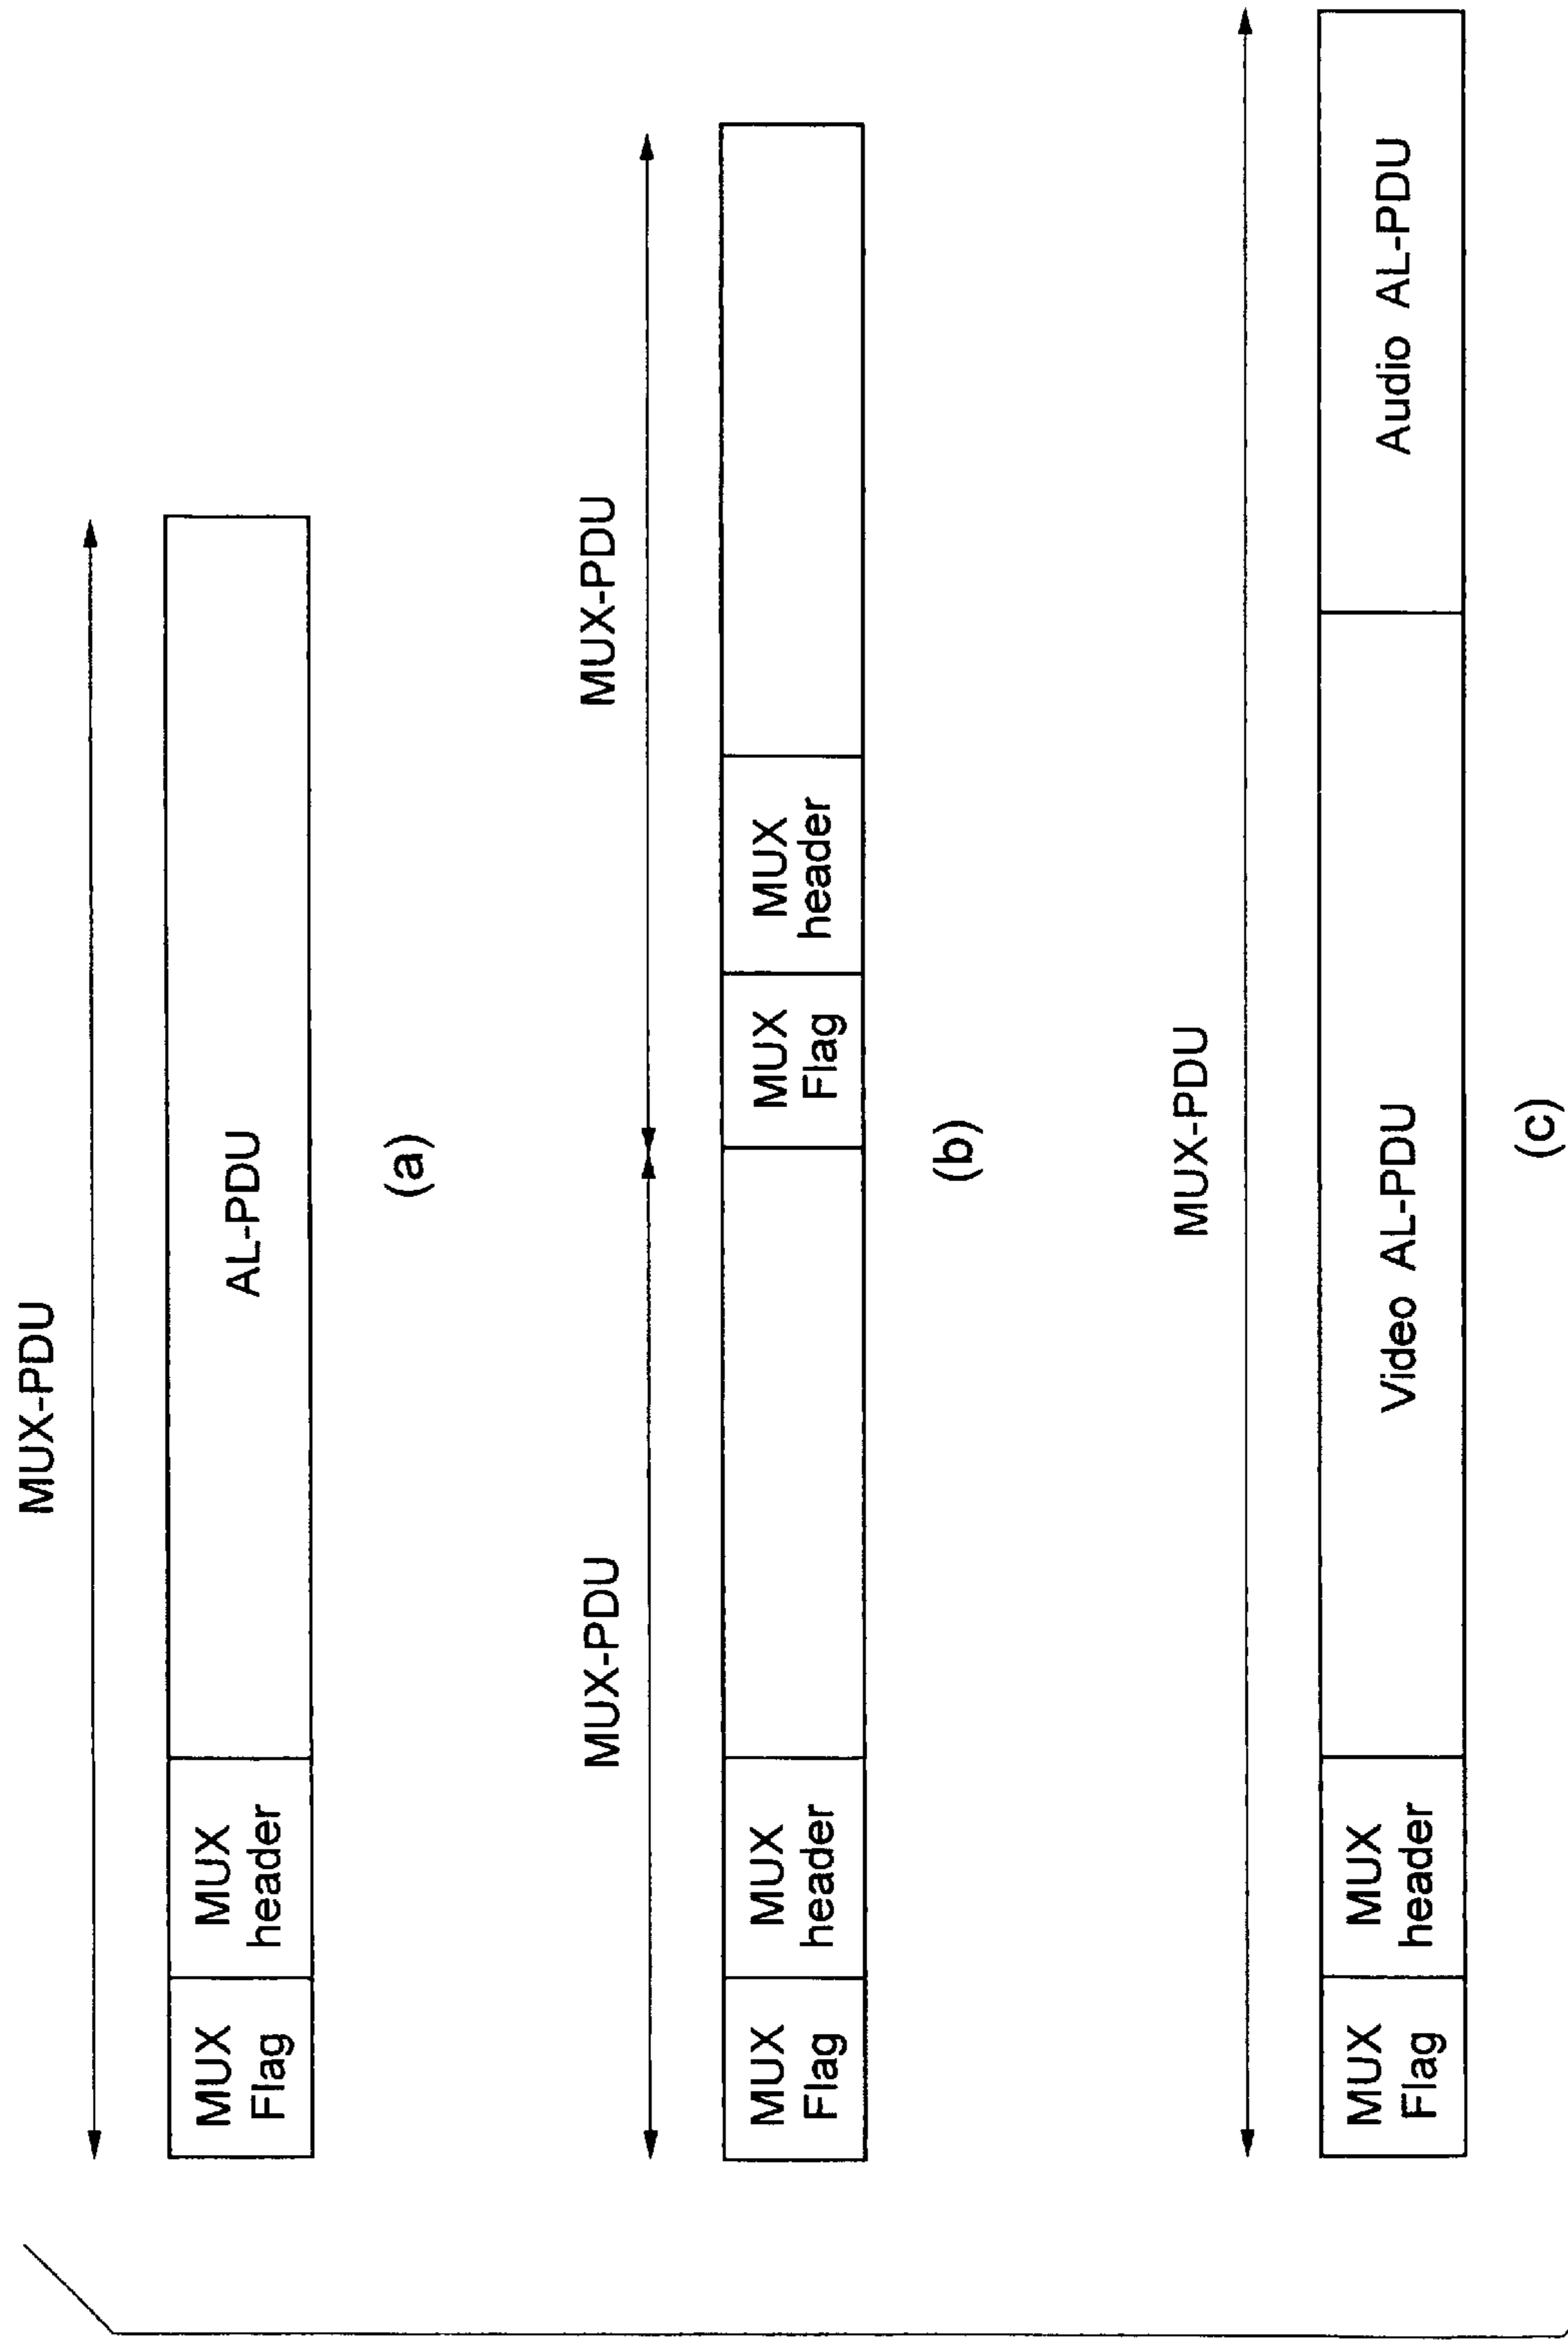 MUX-PDU
MUX
Flag
MUX
header
AL-PDU
(a)
MUX-PDU
MUX-PDU
MUX
Flag
MUX
header
MUX
Flag
MUX
header
(b)
MUX-PDU
MUX
Flag
MUX
header
Video AL-PDU
Audio AL-PDU
(c)